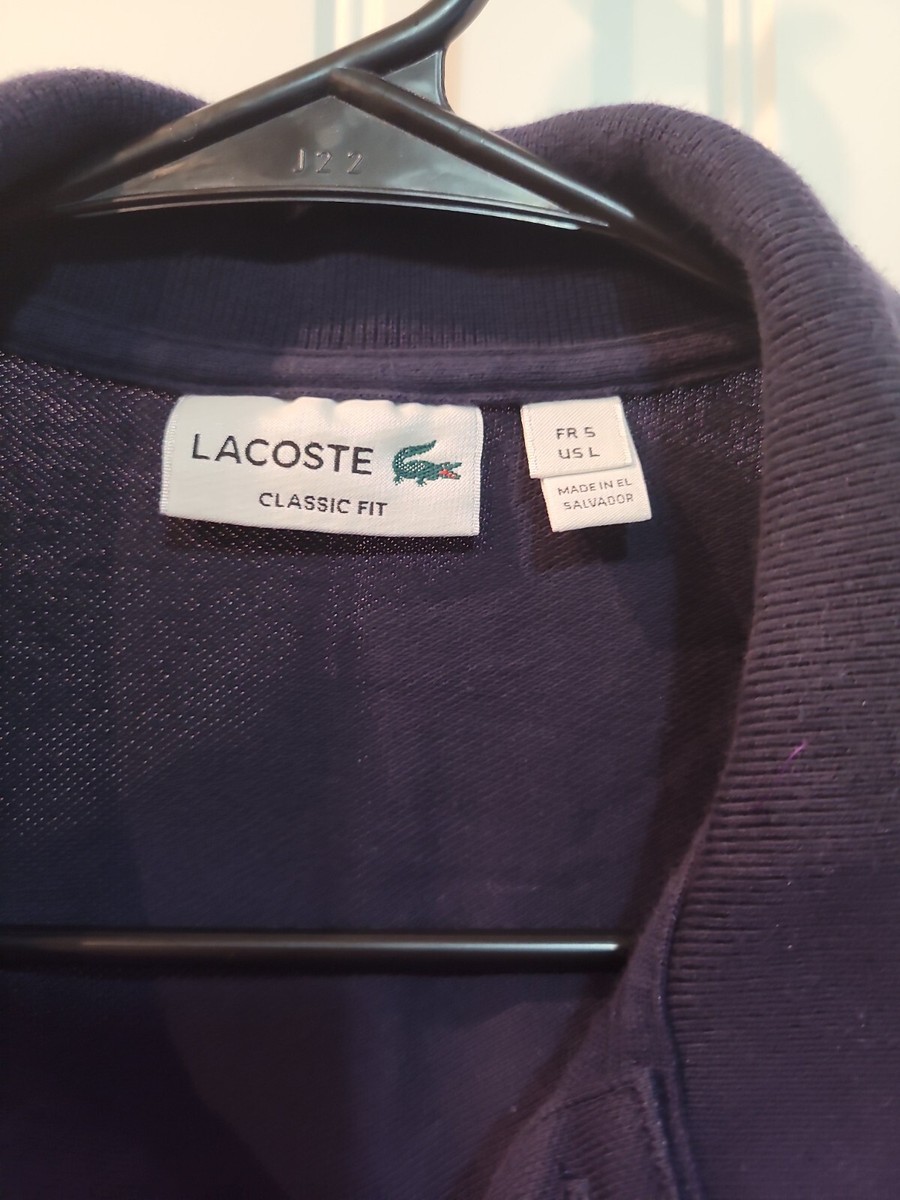 J22
LACOSTE
CLASSIC FIT
FR 5
US L
MADE IN EL
SALVADOR